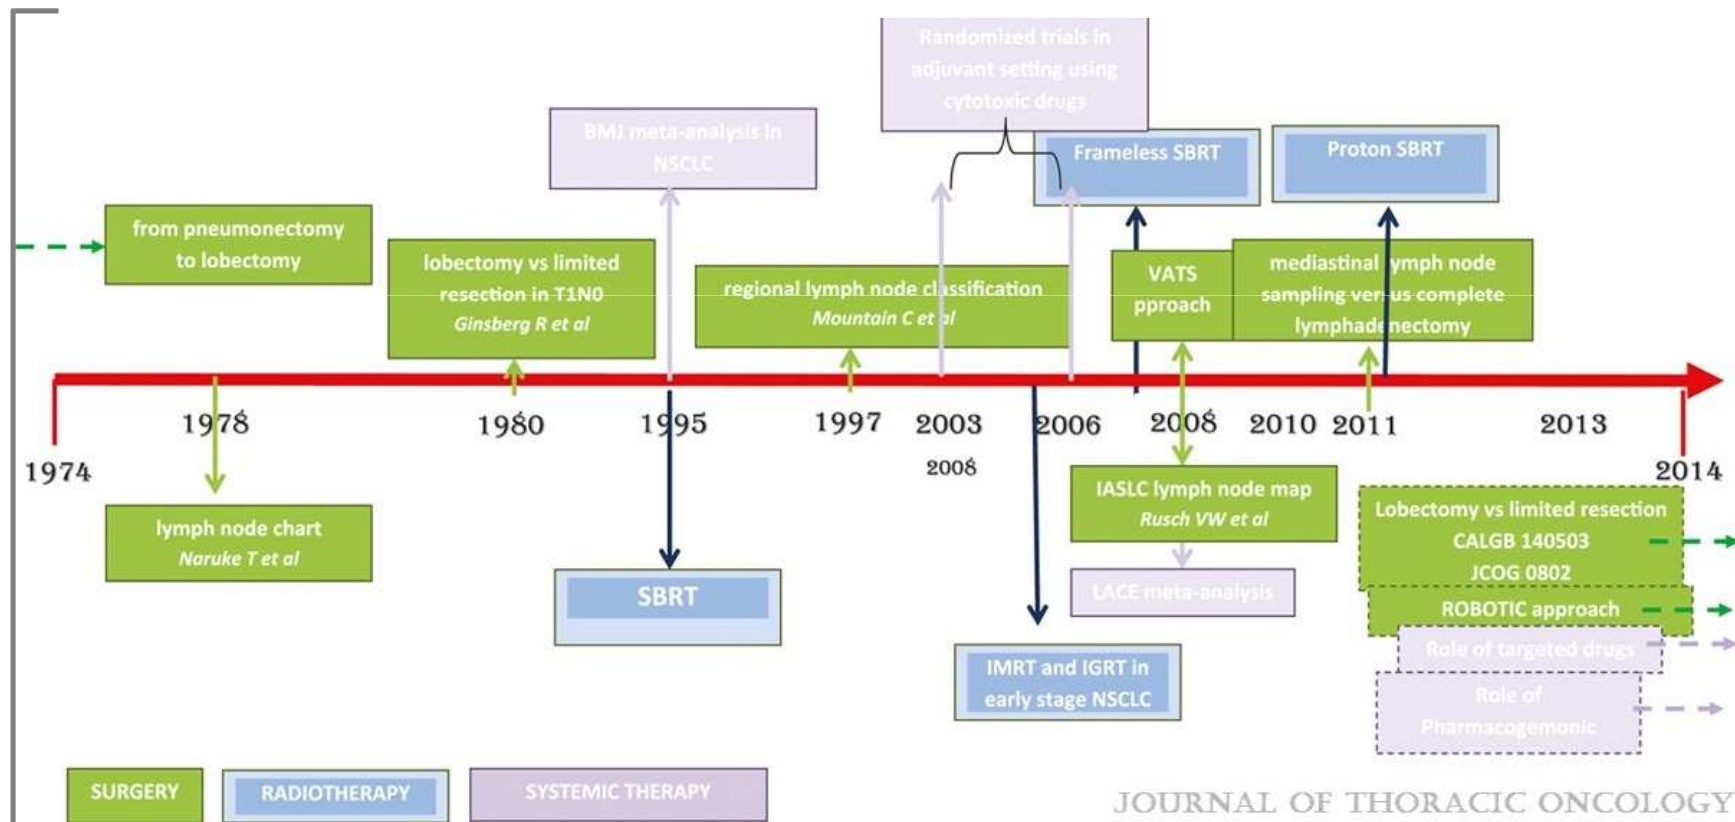 Randomized trials in
adjuvant setting using
cytotoxic drugs
BMJ meta-analysis in
NSCLC
Frameless SBRT
Proton SBRT
from pneumonectomy
to lobectomy
lobectomy vs limited
resection in T1N0
Ginsberg R et al
regional lymph node classification
Mountain C et al
VATS
pproach
mediastinal lymph node
sampling versus complete
lymphadenectomy
1974
1978
1980
1995
1997
2003
2008
2006
2008
2010
2011
2013
2014
lymph node chart
Naruke T et al
SBRT
IMRT and IGRT in
early stage NSCLC
IASLC lymph node map
Rusch VW et al
LACE meta-analysis
Lobectomy vs limited resection
CALGB 140503
JCOG 0802
ROBOTIC approach
Role of targeted drugs
Role of
Pharmacogemonic
SURGERY
RADIOTHERAPY
SYSTEMIC THERAPY
JOURNAL OF THORACIC ONCOLOGY